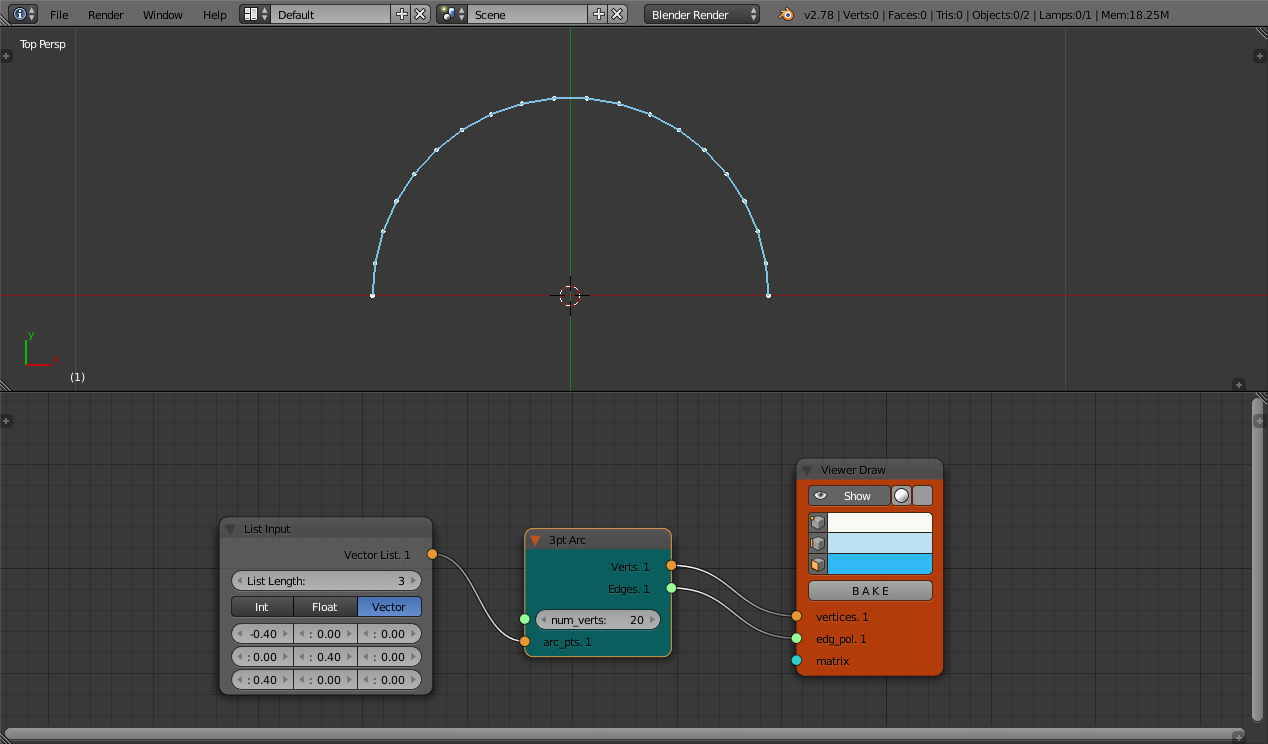 File Render Window Help Default Scene Blender Render v2.78 | Verts:0 | Faces:0 | Tris:0 | Objects:0/2 | Lamps:0/1 | Mem:18.25M
Top Persp
y
x
(1)
Viewer Draw
Show
BAKE
vertices. 1
edg_pol. 1
matrix
List Input
Vector List. 1
List Length: 3
Int Float Vector
-0.40 : 0.00 : 0.00
: 0.00 : 0.40 : 0.00
: 0.40 : 0.00 : 0.00
3pt Arc
Verts. 1
Edges. 1
num_verts: 20
arc_pts. 1